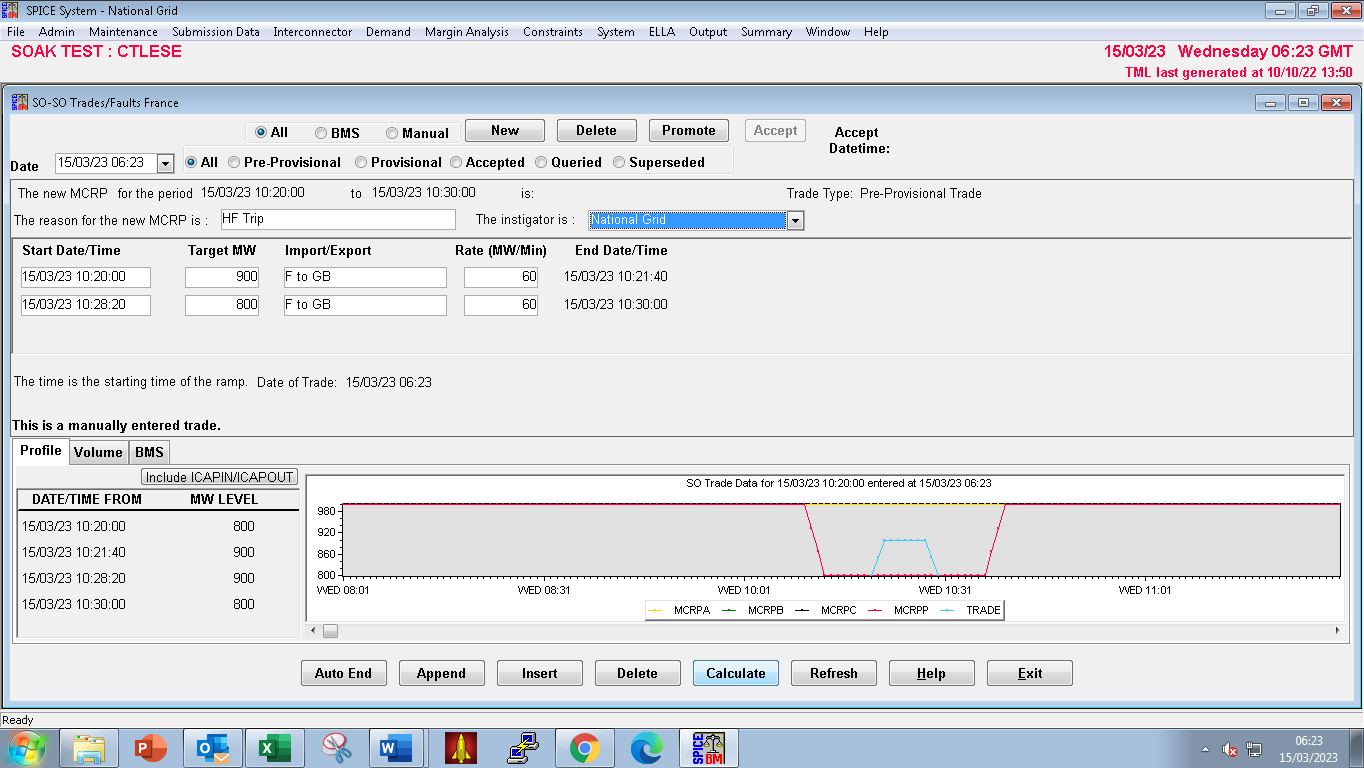 SPICE System - National Grid
File Admin Maintenance Submission Data Interconnector Demand Margin Analysis Constraints System ELLA Output Summary Window Help
SOAK TEST : CTLESE 15/03/23 Wednesday 06:23 GMT
TML last generated at 10/10/22 13:50
SO-SO Trades/Faults France
All BMS Manual New Delete Promote Accept Accept
Datetime:
Date 15/03/23 06:23 All Pre-Provisional Provisional Accepted Queried Superseded
The new MCRP for the period 15/03/23 10:20:00 to 15/03/23 10:30:00 is: Trade Type: Pre-Provisional Trade
The reason for the new MCRP is : HF Trip The instigator is : National Grid
Start Date/Time Target MW Import/Export Rate (MW/Min) End Date/Time
15/03/23 10:20:00 900 F to GB 60 15/03/23 10:21:40
15/03/23 10:28:20 800 F to GB 60 15/03/23 10:30:00
The time is the starting time of the ramp. Date of Trade: 15/03/23 06:23
This is a manually entered trade.
Profile Volume BMS
Include ICAPIN/ICAPOUT
DATE/TIME FROM MW LEVEL
15/03/23 10:20:00 800
15/03/23 10:21:40 900
15/03/23 10:28:20 900
15/03/23 10:30:00 800
SO Trade Data for 15/03/23 10:20:00 entered at 15/03/23 06:23
980
920
860
800
WED 08:01 WED 08:31 WED 10:01 WED 10:31 WED 11:01
MCRPA MCRPB MCRPC MCRPP TRADE
Auto End Append Insert Delete Calculate Refresh Help Exit
Ready
SPICE
BM
06:23
15/03/2023